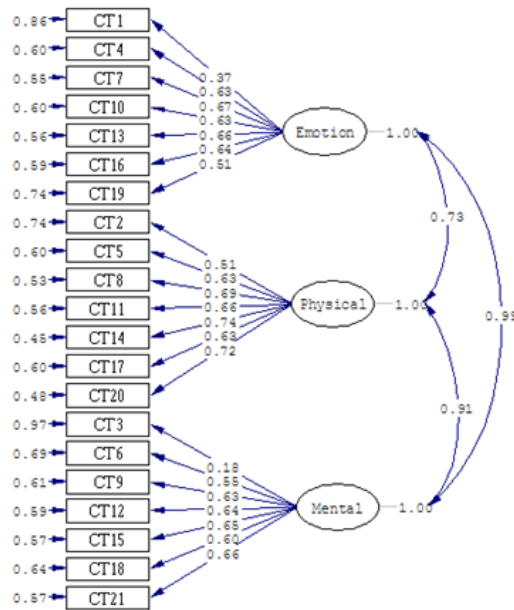 0.86 CT1
0.60 CT4
0.55 CT7
0.60 CT10
0.56 CT13
0.59 CT16
0.74 CT19
0.74 CT2
0.60 CT5
0.53 CT8
0.56 CT11
0.45 CT14
0.60 CT17
0.48 CT20
0.97 CT3
0.69 CT6
0.61 CT9
0.59 CT12
0.57 CT15
0.64 CT18
0.57 CT21
0.37
0.63
0.67
0.63
0.66
0.64
0.51
Emotion 1.00
0.51
0.63
0.69
0.66
0.74
0.63
0.72
Physical 1.00
0.18
0.55
0.63
0.64
0.65
0.60
0.66
Mental 1.00
0.73
0.99
0.91